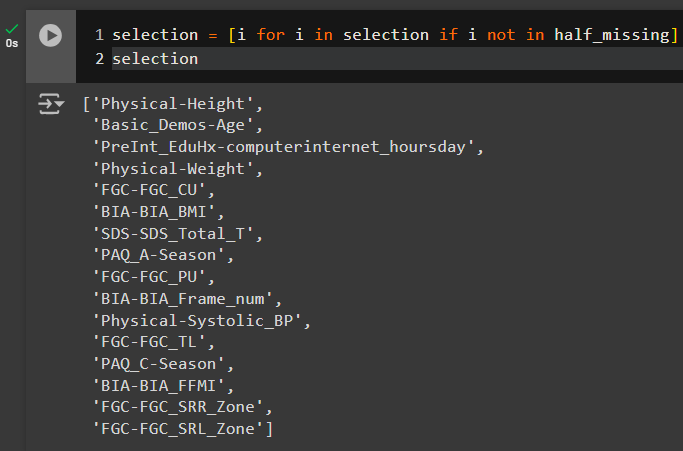 1 selection = [i for i in selection if i not in half_missing]
0s
2 selection
['Physical-Height',
'Basic_Demos-Age',
'PreInt_EduHx-computerinternet_hoursday',
'Physical-Weight',
'FGC-FGC_CU',
'BIA-BIA_BMI',
'SDS-SDS_Total_T',
'PAQ_A-Season',
'FGC-FGC_PU',
'BIA-BIA_Frame_num',
'Physical-Systolic_BP',
'FGC-FGC_TL',
'PAQ_C-Season',
'BIA-BIA_FFMI',
'FGC-FGC_SRR_Zone',
'FGC-FGC_SRL_Zone']